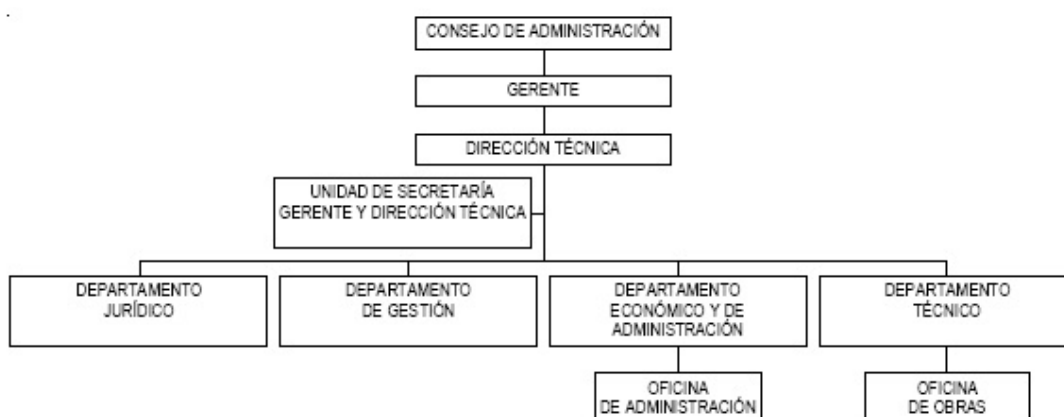 CONSEJO DE ADMINISTRACIÓN
GERENTE
DIRECCIÓN TÉCNICA
UNIDAD DE SECRETARÍA
GERENTE Y DIRECCIÓN TÉCNICA
DEPARTAMENTO
JURÍDICO
DEPARTAMENTO
DE GESTIÓN
DEPARTAMENTO
ECONÓMICO Y DE
ADMINISTRACIÓN
DEPARTAMENTO
TÉCNICO
OFICINA
DE ADMINISTRACIÓN
OFICINA
DE OBRAS